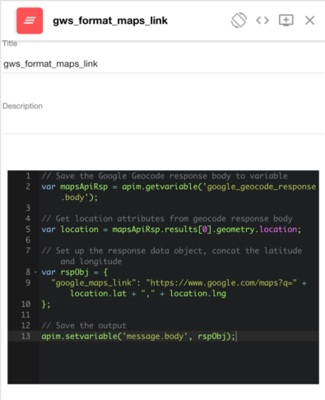 gws_format_maps_link
Title
gws_format_maps_link
Description
1 // Save the Google Geocode response body to variable
2 var mapsApiRsp = apim.getvariable('google_geocode_response
.body');
3
4 // Get location attributes from geocode response body
5 var location = mapsApiRsp.results[0].geometry.location;
6
7 // Set up the response data object, concat the latitude
and longitude
8 var rspObj = {
9 "google_maps_link": "https://www.google.com/maps?q=" +
location.lat + "," + location.lng
10 };
11
12 // Save the output
13 apim.setvariable('message.body', rspObj);